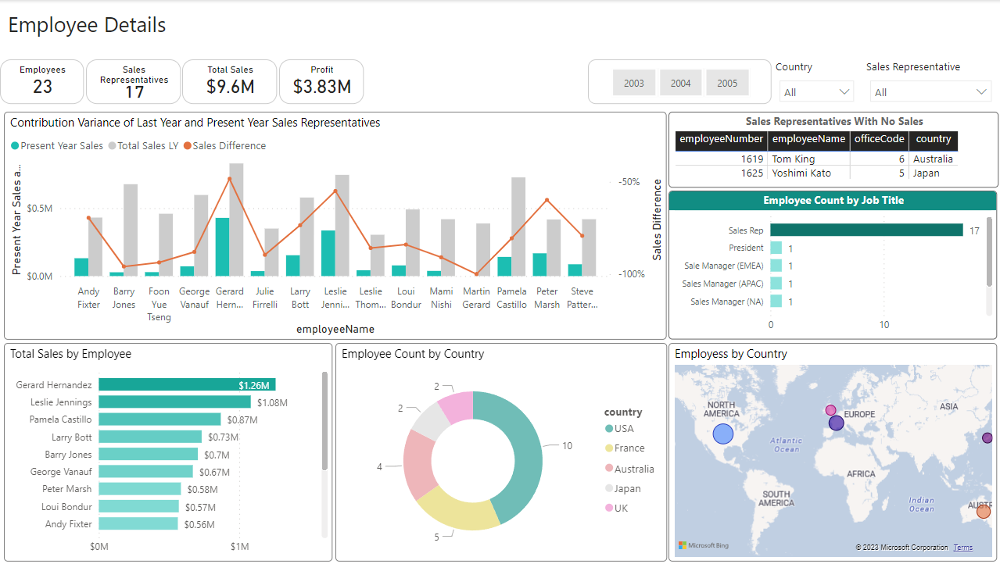 Employee Details
Employees
23
Sales
Representatives
17
Total Sales
$9.6M
Profit
$3.83M
2003
2004
2005
Country
All
Sales Representative
All
Contribution Variance of Last Year and Present Year Sales Representatives
Present Year Sales Total Sales LY Sales Difference
Present Year Sales a...
$0.5M
$0.0M
-50%
-100%
Sales Difference
Andy Fixter
Barry Jones
Foon Yue Tseng
George Vanauf
Gerard Hern...
Julie Firrelli
Larry Bott
Leslie Jenni...
Leslie Thom...
Loui Bondur
Mami Nishi
Martin Gerard
Pamela Castillo
Peter Marsh
Steve Patter...
employeeName
Sales Representatives With No Sales
employeeNumber employeeName officeCode country
1619 Tom King 6 Australia
1625 Yoshimi Kato 5 Japan
Employee Count by Job Title
Sales Rep 17
President 1
Sale Manager (EMEA) 1
Sales Manager (APAC) 1
Sales Manager (NA) 1
0 10
Total Sales by Employee
Gerard Hernandez $1.26M
Leslie Jennings $1.08M
Pamela Castillo $0.87M
Larry Bott $0.73M
Barry Jones $0.7M
George Vanauf $0.67M
Peter Marsh $0.58M
Loui Bondur $0.57M
Andy Fixter $0.56M
$0M $1M
Employee Count by Country
2
2
4
5
10
country
USA
France
Australia
Japan
UK
Employess by Country
NORTH
AMERICA
EUROPE
ASIA
Atlantic
Ocean
AFRICA
SOUTH
AMERICA
Indian
Ocean
AUSTR
Microsoft Bing
© 2023 Microsoft Corporation Terms